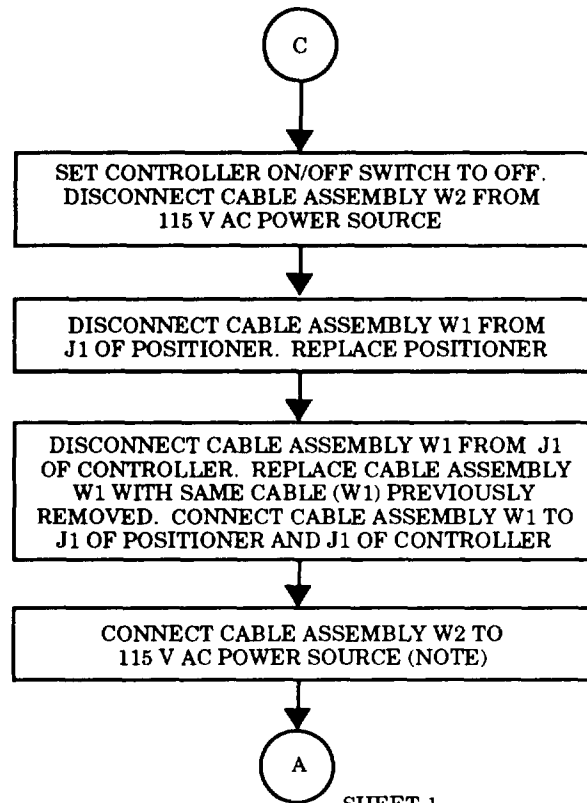 C
SET CONTROLLER ON/OFF SWITCH TO OFF.
DISCONNECT CABLE ASSEMBLY W2 FROM
115 V AC POWER SOURCE
DISCONNECT CABLE ASSEMBLY W1 FROM
J1 OF POSITIONER. REPLACE POSITIONER
DISCONNECT CABLE ASSEMBLY W1 FROM J1
OF CONTROLLER. REPLACE CABLE ASSEMBLY
W1 WITH SAME CABLE (W1) PREVIOUSLY
REMOVED. CONNECT CABLE ASSEMBLY W1 TO
J1 OF POSITIONER AND J1 OF CONTROLLER
CONNECT CABLE ASSEMBLY W2 TO
115 V AC POWER SOURCE (NOTE)
A
SHEET 1